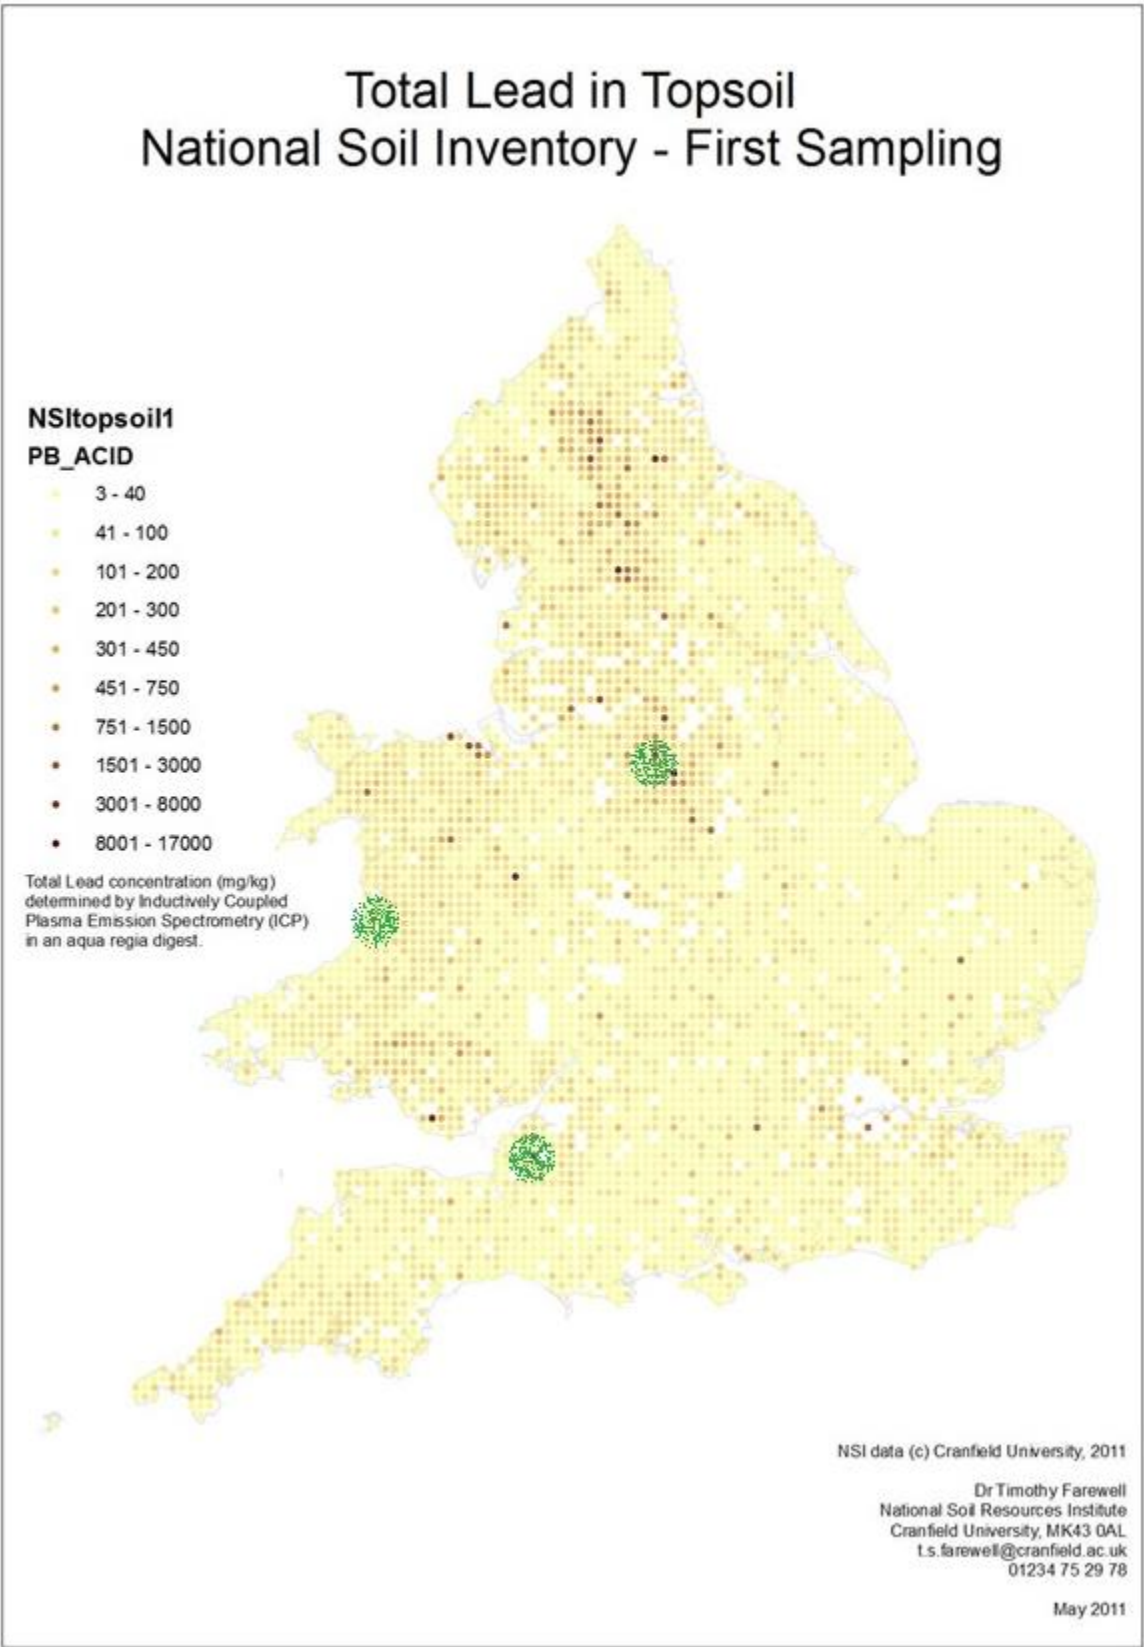 Total Lead in Topsoil
National Soil Inventory - First Sampling
NSItopsoil1
PB_ACID
3 - 40
41 - 100
101 - 200
201 - 300
301 - 450
451 - 750
751 - 1500
1501 - 3000
3001 - 8000
8001 - 17000
Total Lead concentration (mg/kg)
determined by Inductively Coupled
Plasma Emission Spectrometry (ICP)
in an aqua regia digest.
NSI data (c) Cranfield University, 2011
Dr Timothy Farewell
National Soil Resources Institute
Cranfield University, MK43 0AL
t.s.farewell@cranfield.ac.uk
01234 75 29 78
May 2011